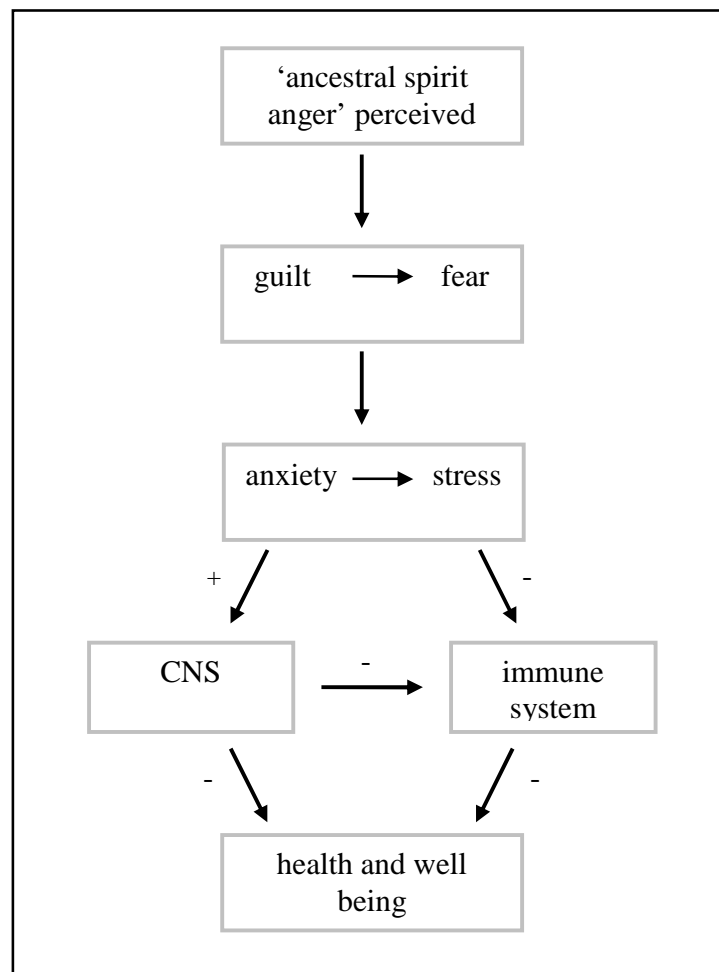 ‘ancestral spirit
anger’ perceived
guilt fear
anxiety stress
+ -
CNS
-
immune
system
- -
health and well
being